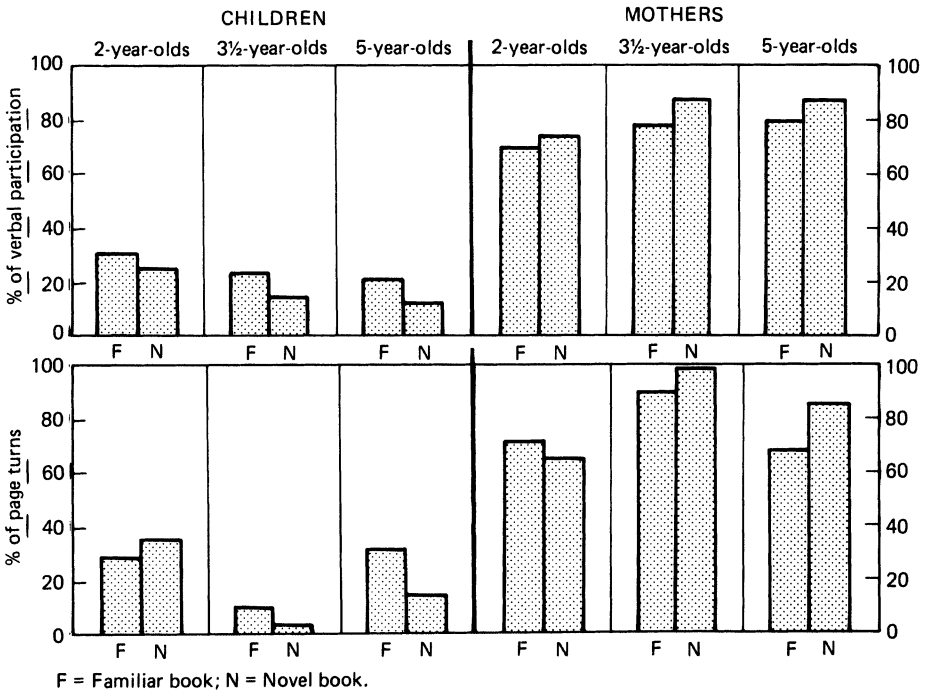 CHILDREN MOTHERS
2-year-olds 3½-year-olds 5-year-olds 2-year-olds 3½-year-olds 5-year-olds
100 100
80 80
60 60
40 40
20 20
0 0
% of verbal participation
F N F N F N F N F N F N
100 100
80 80
60 60
40 40
20 20
0 0
% of page turns
F N F N F N F N F N F N
F = Familiar book; N = Novel book.